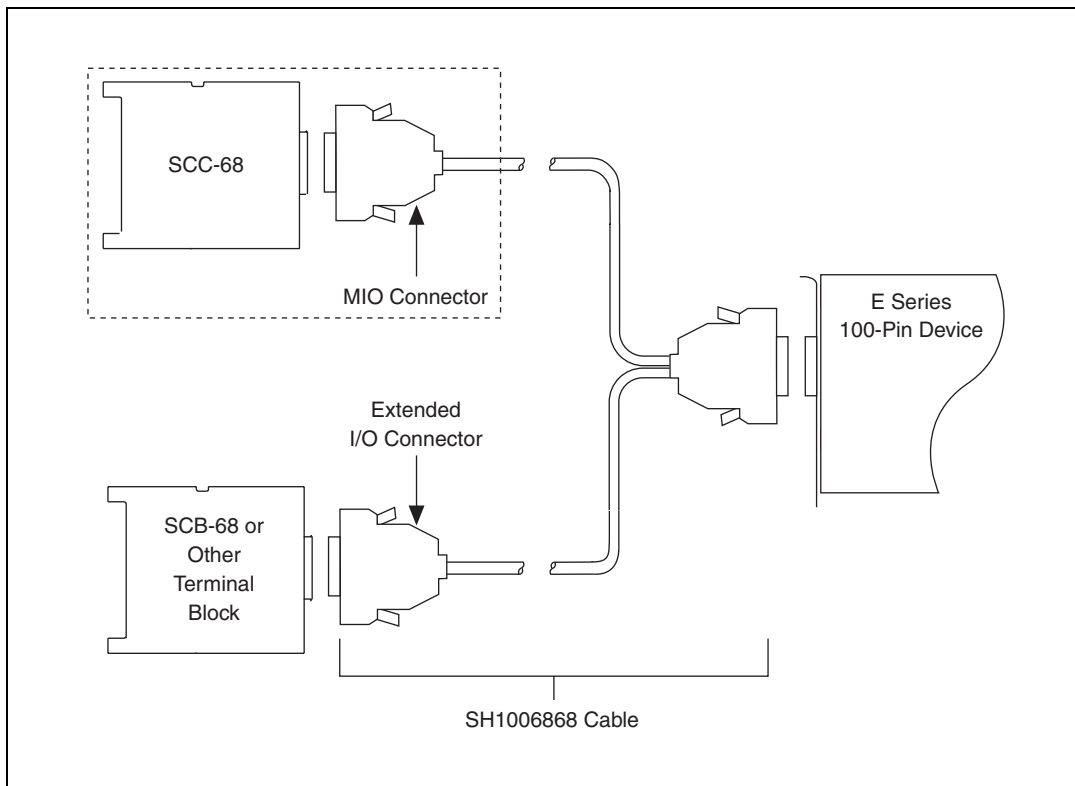 SCC-68
MIO Connector
E Series
100-Pin Device
Extended
I/O Connector
SCB-68 or
Other
Terminal
Block
SH1006868 Cable